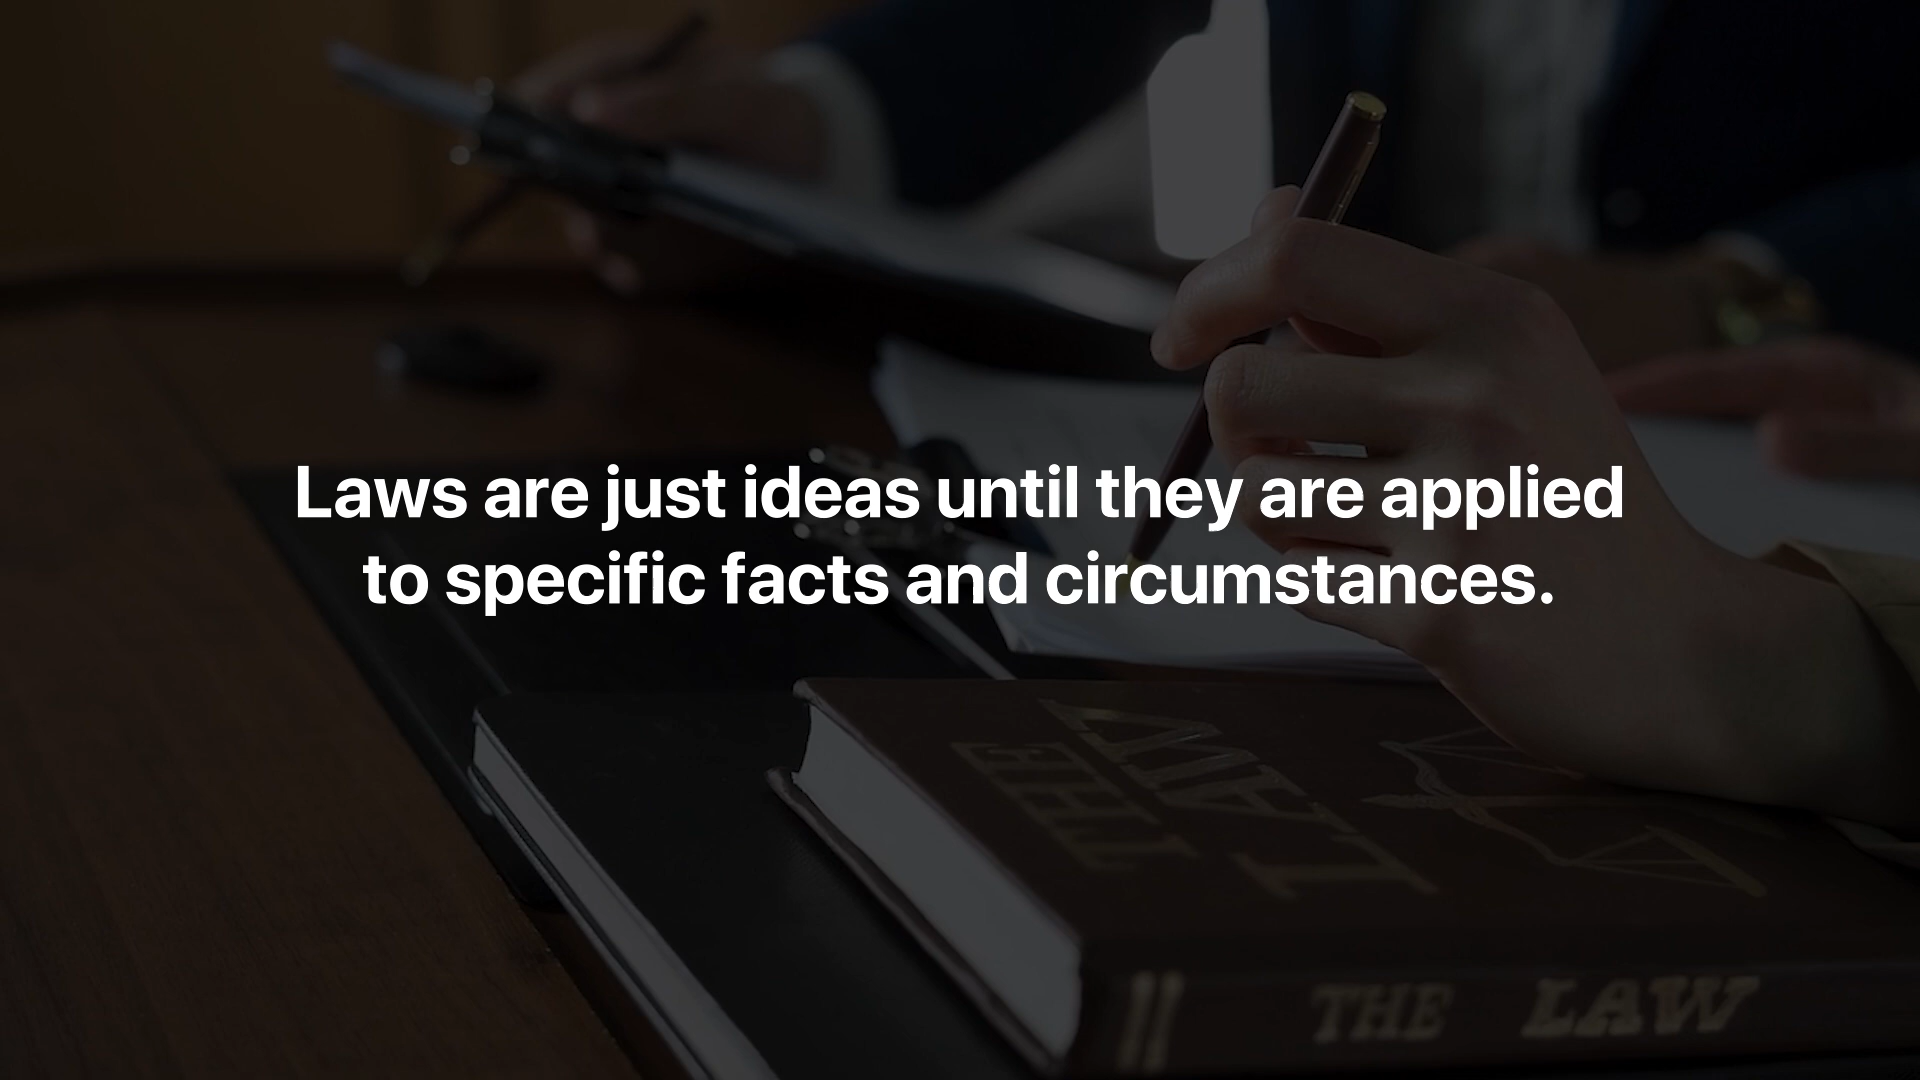 Laws are just ideas until they are applied
to specific facts and circumstances.
THE
LAW
THE LAW